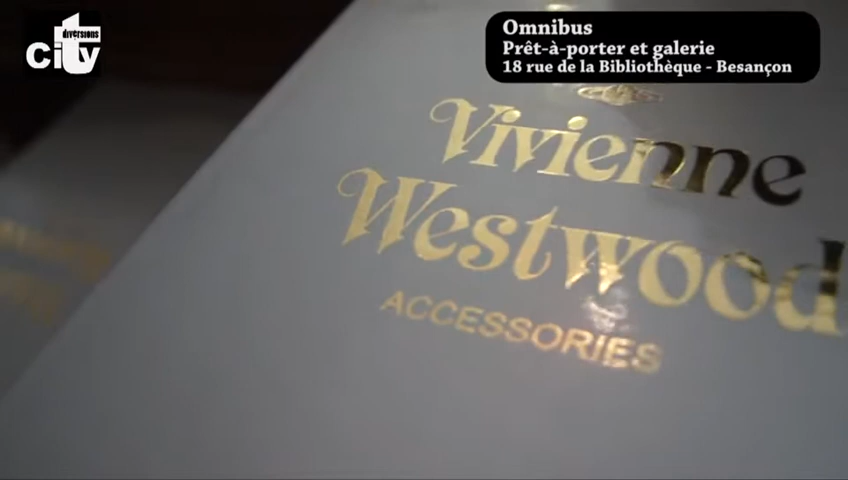 diversions
city
Omnibus
Prêt-à-porter et galerie
18 rue de la Bibliothèque - Besançon
Vivienne
Westwood
ACCESSORIES